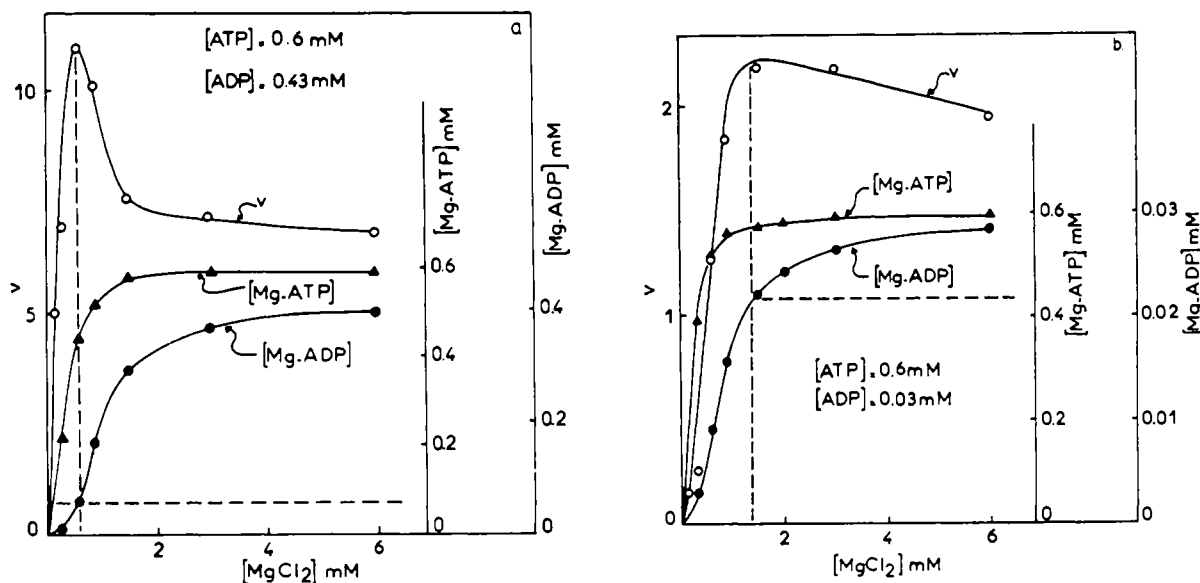 a
[ATP] = 0.6 mM
[ADP] = 0.43 mM
10
5
0
v
v
[Mg.ATP]
[Mg.ADP]
[Mg.ATP] mM
0.6
0.4
0.2
0
[Mg.ADP] mM
0.4
0.2
0
2
4
6
[MgCl2] mM
b
2
1
0
v
v
[Mg.ATP]
[Mg.ADP]
[ATP] = 0.6 mM
[ADP] = 0.03 mM
[Mg.ATP] mM
0.6
0.4
0.2
0
[Mg.ADP] mM
0.03
0.02
0.01
0
2
4
6
[MgCl2] mM